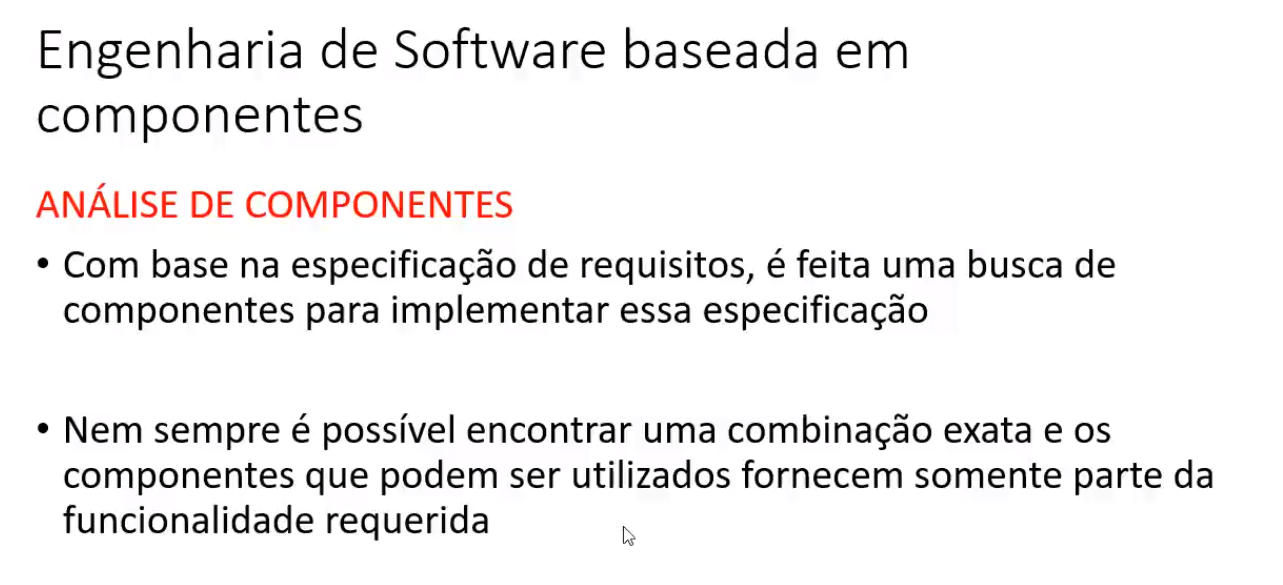 Engenharia de Software baseada em
componentes
ANÁLISE DE COMPONENTES
• Com base na especificação de requisitos, é feita uma busca de
componentes para implementar essa especificação
• Nem sempre é possível encontrar uma combinação exata e os
componentes que podem ser utilizados fornecem somente parte da
funcionalidade requerida